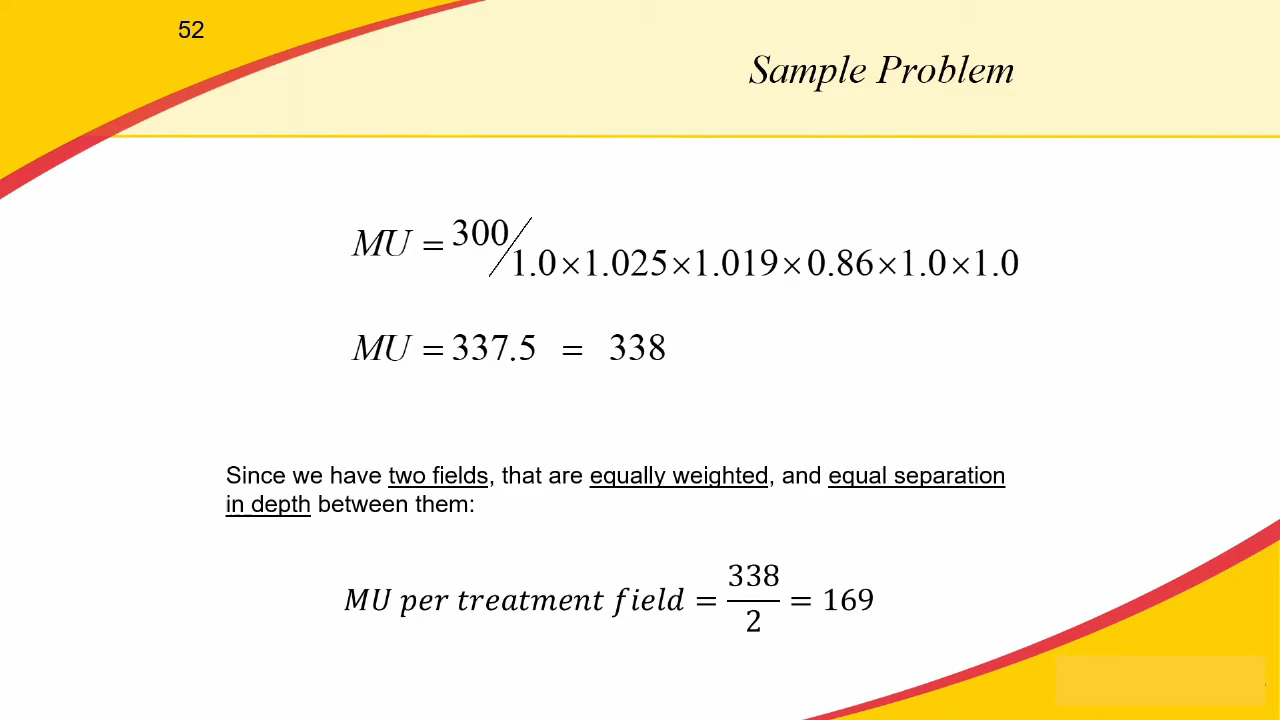 52
Sample Problem
MU = 300/1.0×1.025×1.019×0.86×1.0×1.0
MU = 337.5 = 338
Since we have two fields, that are equally weighted, and equal separation
in depth between them:
MU per treatment field = 338/2 = 169